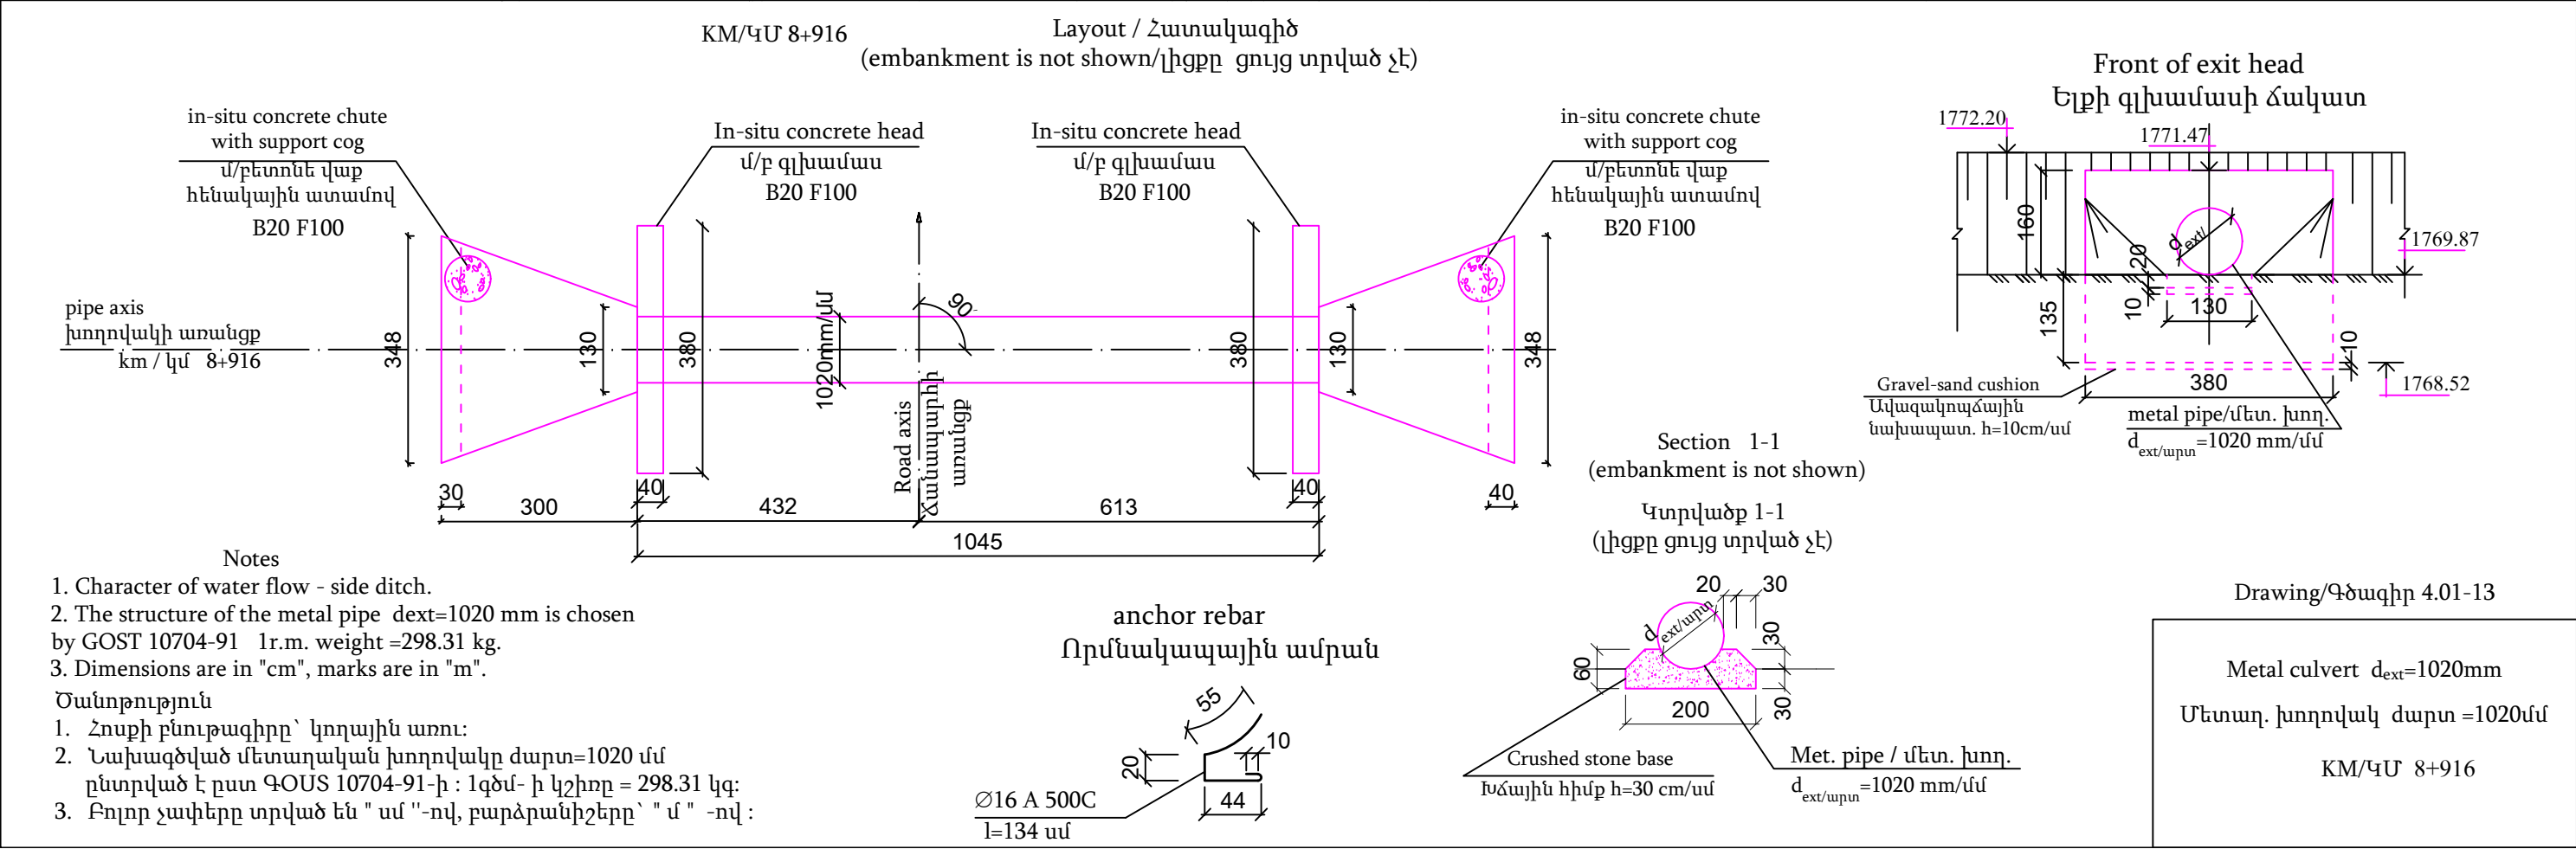 KM/ԿՄ 8+916
Layout / Հատակագիծ
(embankment is not shown/լիցքը ցույց տրված չէ)
in-situ concrete chute
with support cog
մ/բետոնե վաք
հենակային ատամով
B20 F100
In-situ concrete head
մ/բ գլխամաս
B20 F100
In-situ concrete head
մ/բ գլխամաս
B20 F100
in-situ concrete chute
with support cog
մ/բետոնե վաք
հենակային ատամով
B20 F100
pipe axis
խողովակի առանցք
km / կմ 8+916
348
130
380
1020mm/մմ
90
Road axis
Ճանապարհի
առանցք
380
130
348
30
300
40
432
613
40
40
1045
Front of exit head
Ելքի գլխամասի ճակատ
1772.20
1771.47
1769.87
1768.52
160
135
20
10
130
d ext/
10
380
Gravel-sand cushion
Ավազակոպճային
նախապատ. h=10cm/սմ
metal pipe/մետ. խող.
dext/արտ=1020 mm/մմ
Section 1-1
(embankment is not shown)
Կտրվածք 1-1
(լիցքը ցույց տրված չէ)
20
30
d ext/արտ
60
30
30
200
Crushed stone base
Խճային հիմք h=30 cm/սմ
Met. pipe / մետ. խող.
dext/արտ=1020 mm/մմ
Notes
1. Character of water flow - side ditch.
2. The structure of the metal pipe dext=1020 mm is chosen
by GOST 10704-91 1r.m. weight =298.31 kg.
3. Dimensions are in "cm", marks are in "m".
Ծանոթություն
1. Հոսքի բնութագիրը՝ կողային առու:
2. Նախագծված մետաղական խողովակը դարտ=1020 մմ
ընտրված է ըստ ԳՕUՏ 10704-91-ի : 1գծմ- ի կշիռը = 298.31 կգ:
3. Բոլոր չափերը տրված են " սմ ''-ով, բարձրանիշերը՝ " մ " -ով :
anchor rebar
Որմնակապային ամրան
55
20
10
44
∅16 A 500C
l=134 սմ
Drawing/Գծագիր 4.01-13
Metal culvert dext=1020mm
Մետաղ. խողովակ դարտ =1020մմ
KM/ԿՄ 8+916